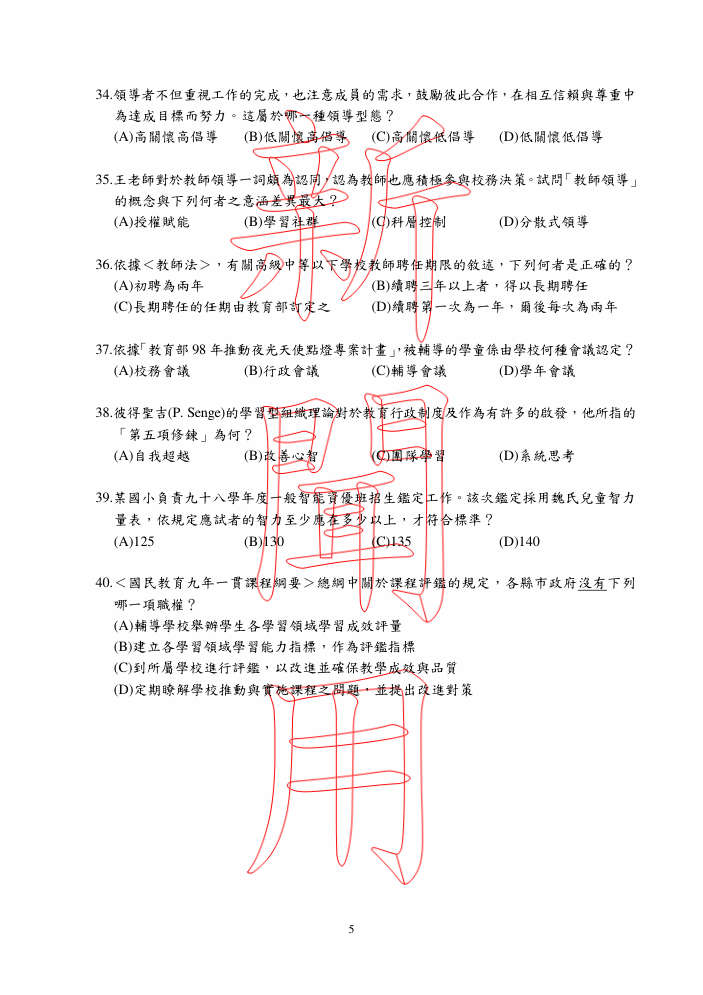 34.領導者不但重視工作的完成，也注意成員的需求，鼓勵彼此合作，在相互信賴與尊重中
為達成目標而努力。這屬於哪一種領導型態？
(A)高關懷高倡導 (B)低關懷高倡導 (C)高關懷低倡導 (D)低關懷低倡導
35.王老師對於教師領導一詞頗為認同，認為教師也應積極參與校務決策。試問「教師領導」
的概念與下列何者之意涵差異最大？
(A)授權賦能 (B)學習社群 (C)科層控制 (D)分散式領導
36.依據＜教師法＞，有關高級中等以下學校教師聘任期限的敘述，下列何者是正確的？
(A)初聘為兩年 (B)續聘三年以上者，得以長期聘任
(C)長期聘任的任期由教育部訂定之 (D)續聘第一次為一年，爾後每次為兩年
37.依據「教育部 98 年推動夜光天使點燈專案計畫」，被輔導的學童係由學校何種會議認定？
(A)校務會議 (B)行政會議 (C)輔導會議 (D)學年會議
38.彼得聖吉(P. Senge)的學習型組織理論對於教育行政制度及作為有許多的啟發，他所指的
「第五項修鍊」為何？
(A)自我超越 (B)改善心智 (C)團隊學習 (D)系統思考
39.某國小負責九十八學年度一般智能資優班招生鑑定工作。該次鑑定採用魏氏兒童智力
量表，依規定應試者的智力至少應在多少以上，才符合標準？
(A)125 (B)130 (C)135 (D)140
40.＜國民教育九年一貫課程綱要＞總綱中關於課程評鑑的規定，各縣市政府沒有下列
哪一項職權？
(A)輔導學校舉辦學生各學習領域學習成效評量
(B)建立各學習領域學習能力指標，作為評鑑指標
(C)到所屬學校進行評鑑，以改進並確保教學成效與品質
(D)定期瞭解學校推動與實施課程之問題，並提出改進對策
5